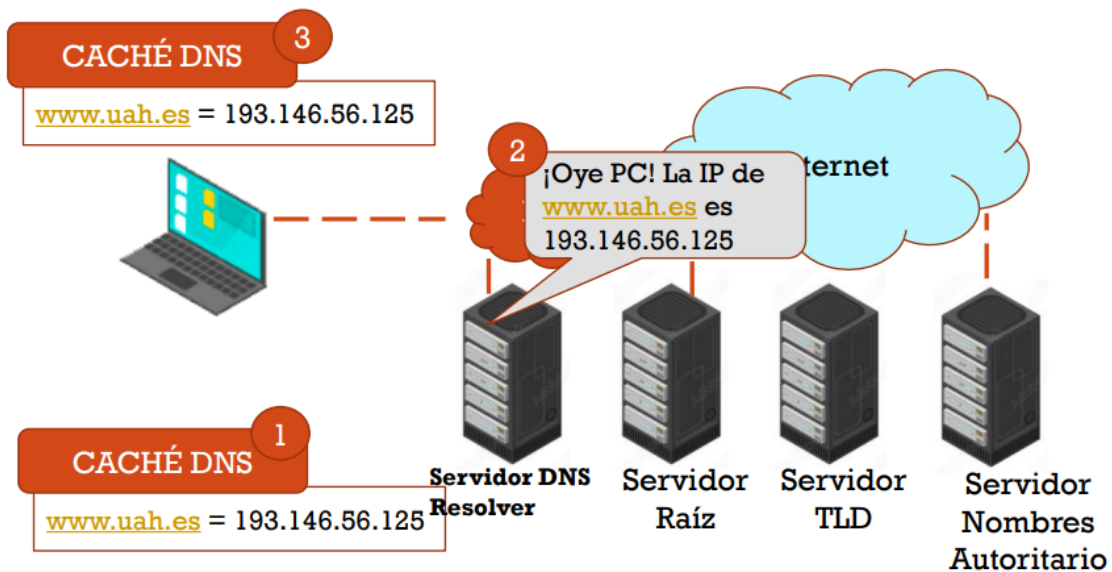 CACHÉ DNS
3
www.uah.es = 193.146.56.125
2
¡Oye PC! La IP de
www.uah.es es
193.146.56.125
ternet
CACHÉ DNS
1
www.uah.es = 193.146.56.125
Servidor DNS
Resolver
Servidor
Raíz
Servidor
TLD
Servidor
Nombres
Autoritario